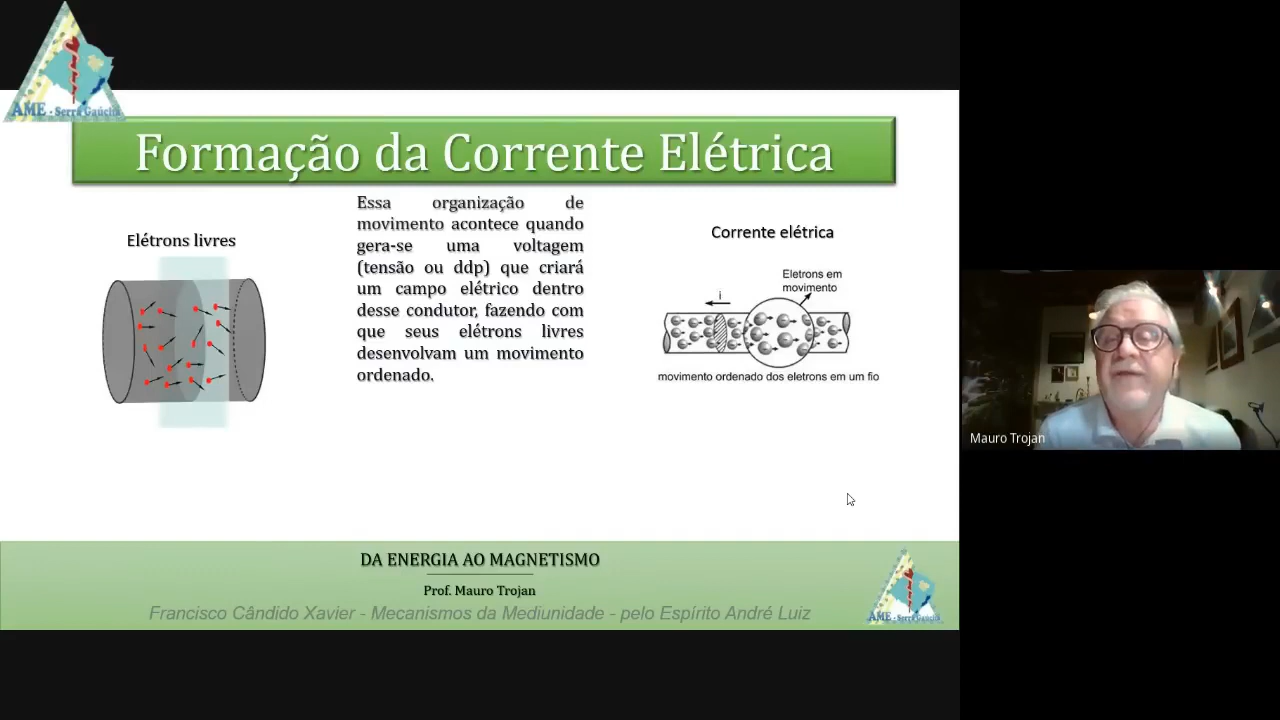 AME - Serra Gaúcha
Formação da Corrente Elétrica
Elétrons livres
Essa organização de
movimento acontece quando
gera-se uma voltagem
(tensão ou ddp) que criará
um campo elétrico dentro
desse condutor, fazendo com
que seus elétrons livres
desenvolvam um movimento
ordenado.
Corrente elétrica
Eletrons em
movimento
i
movimento ordenado dos eletrons em um fio
Mauro Trojan
DA ENERGIA AO MAGNETISMO
Prof. Mauro Trojan
Francisco Cândido Xavier - Mecanismos da Mediunidade - pelo Espírito André Luiz
AME - Serra Gaúcha